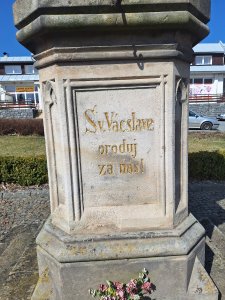 Sv. Václave
oroduj
za nás!